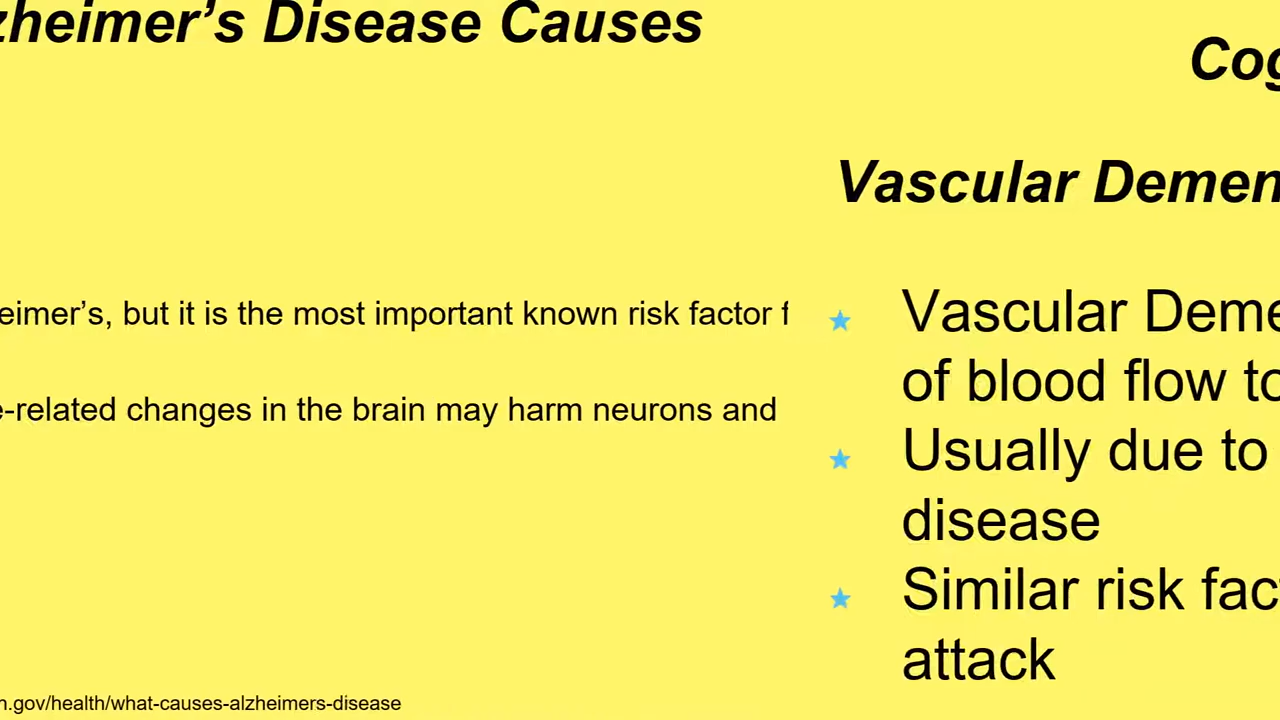 zheimer’s Disease Causes
eimer’s, but it is the most important known risk factor f
e-related changes in the brain may harm neurons and
n.gov/health/what-causes-alzheimers-disease
Cog
Vascular Demen
Vascular Deme
of blood flow to
Usually due to
disease
Similar risk fac
attack